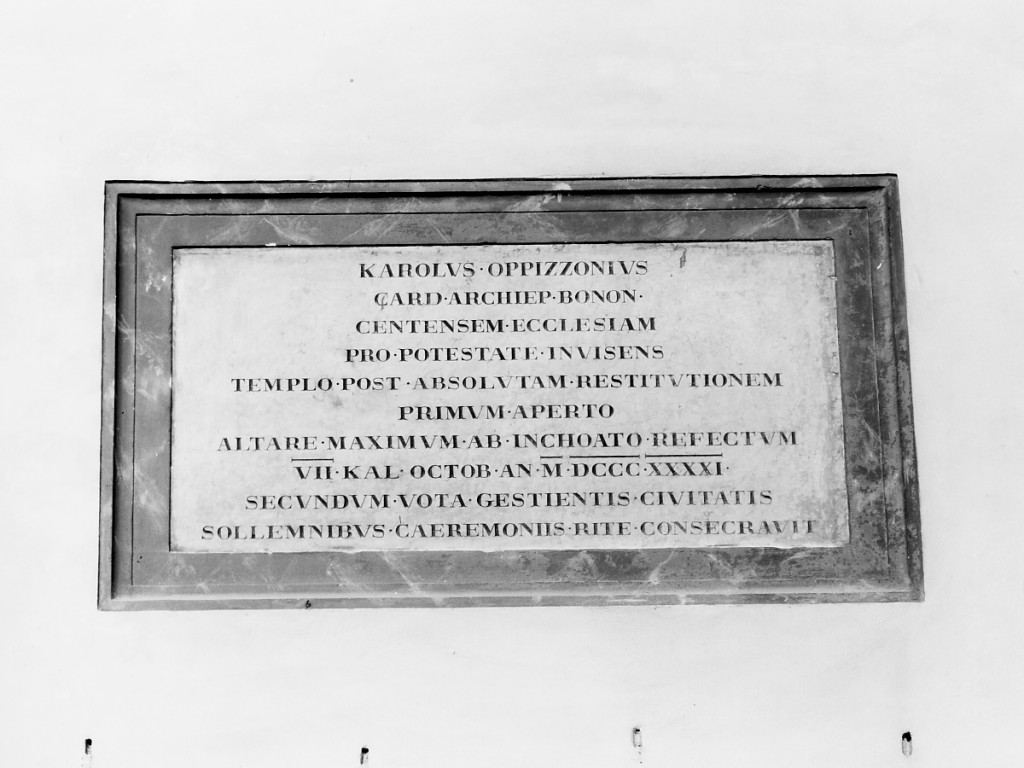 KAROLVS·OPPIZZONIVS
CARD·ARCHIEP·BONON·
CENTENSEM·ECCLESIAM
PRO·POTESTATE·INVISENS
TEMPLO·POST·ABSOLVTAM·RESTITVTIONEM
PRIMVM·APERTO
ALTARE·MAXIMVM·AB·INCHOATO·REFECTVM
VII·KAL·OCTOB·AN·M·DCCC·XXXXI·
SECVNDVM·VOTA·GESTIENTIS·CIVITATIS
SOLLEMNIBVS·CAEREMONIIS·RITE·CONSECRAVIT